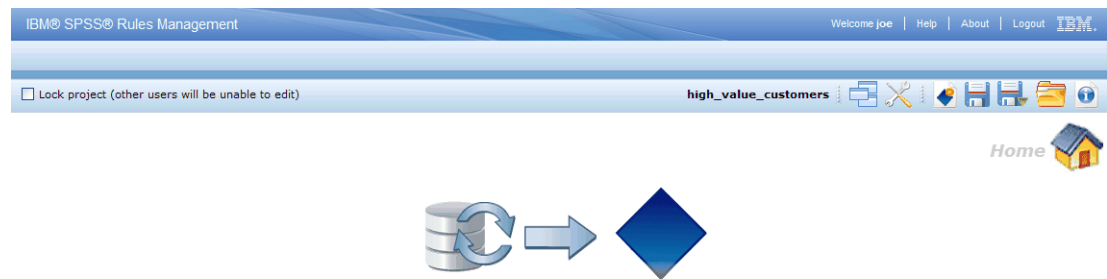 IBM® SPSS® Rules Management
Welcome joe | Help | About | Logout IBM.
Lock project (other users will be unable to edit)
high_value_customers
Home